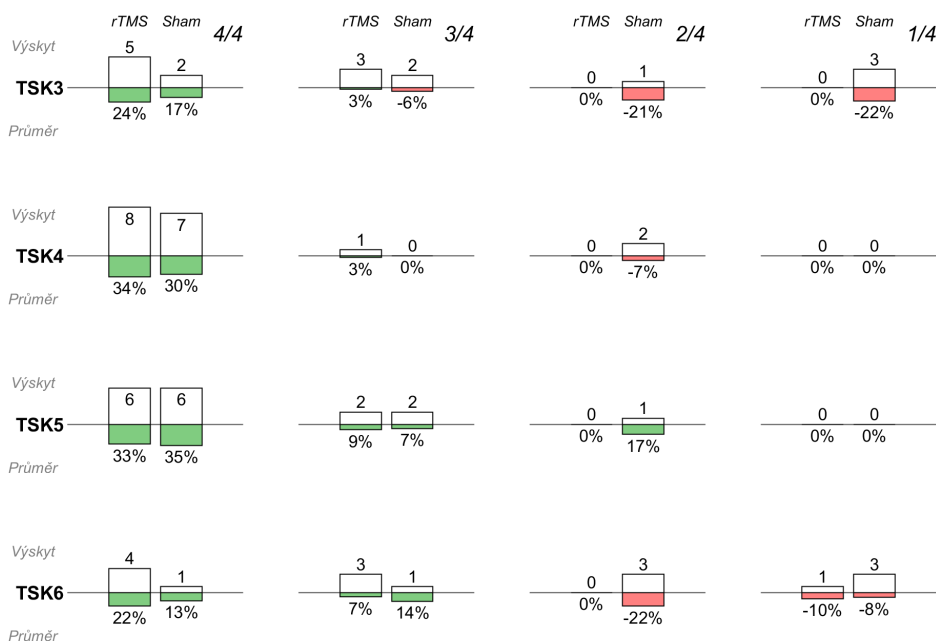 rTMS Sham 4/4 3/4 rTMS Sham 2/4 rTMS Sham 1/4
Výskyt
5 2 3 2 0 1 0 3
TSK3
24% 17% 3% -6% 0% -21% 0% -22%
Průměr
Výskyt
8 7 1 0 0 2 0 0
TSK4
34% 30% 3% 0% 0% -7% 0% 0%
Průměr
Výskyt
6 6 2 2 0 1 0 0
TSK5
33% 35% 9% 7% 0% 17% 0% 0%
Průměr
Výskyt
4 1 3 1 0 3 1 3
TSK6
22% 13% 7% 14% 0% -22% -10% -8%
Průměr